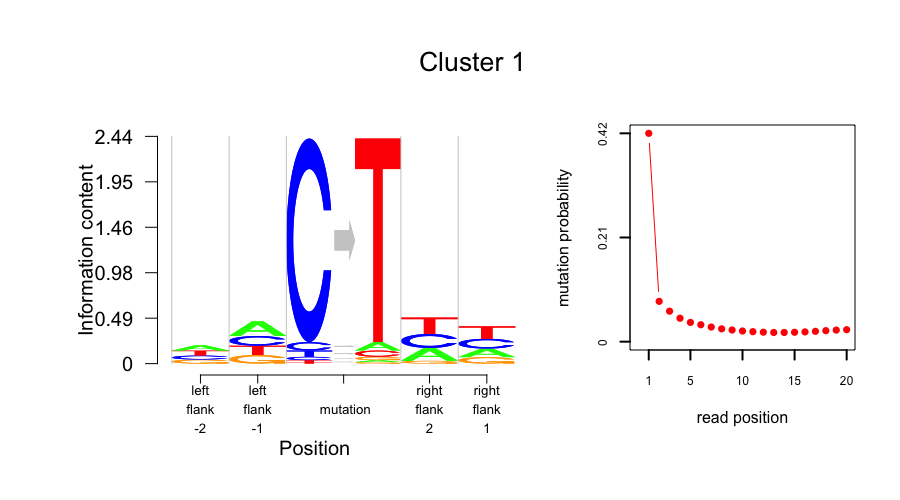 Cluster 1
Information content
2.44
1.95
1.46
0.98
0.49
0
C T
left left mutation right right
flank flank flank flank
-2 -1 2 1
Position
mutation probability
0.42
0.21
0
1 5 10 15 20
read position